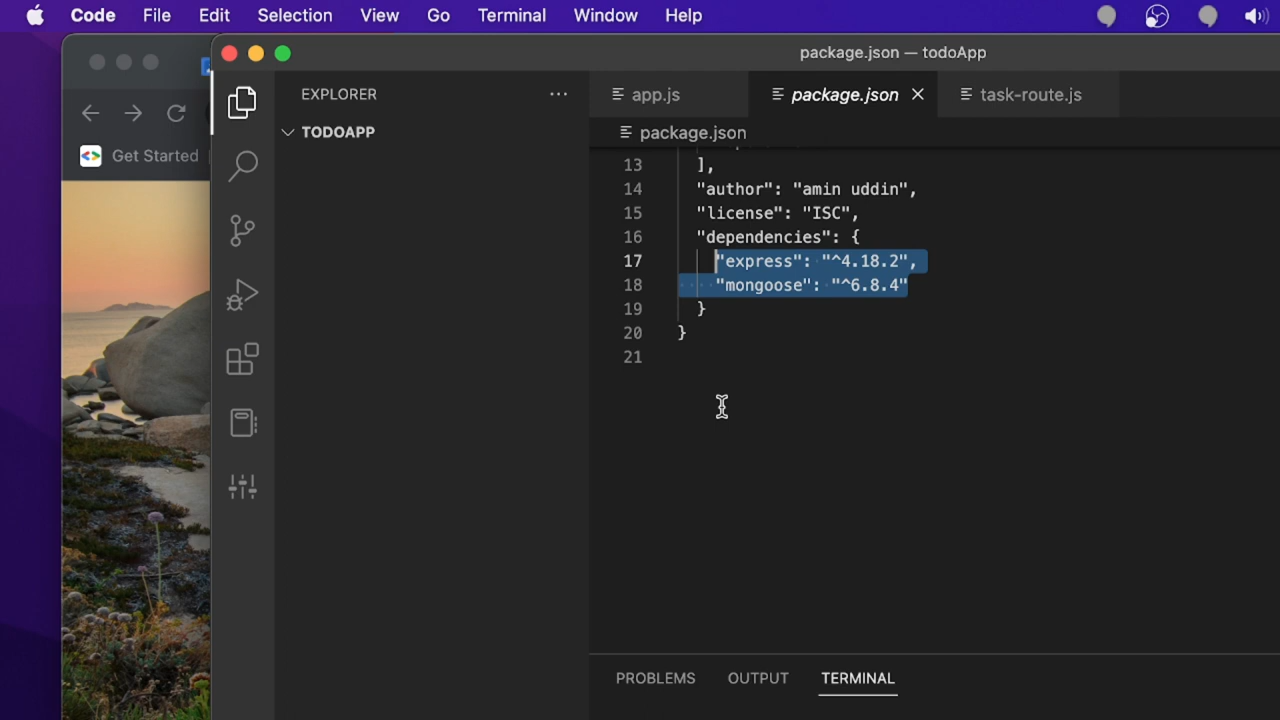 Code File Edit Selection View Go Terminal Window Help
package.json — todoApp
EXPLORER ···
app.js package.json task-route.js
TODOAPP
package.json
Get Started
13 ],
14 "author": "amin uddin",
15 "license": "ISC",
16 "dependencies": {
17 "express": "^4.18.2",
18 "mongoose": "^6.8.4"
19 }
20 }
21
PROBLEMS OUTPUT TERMINAL